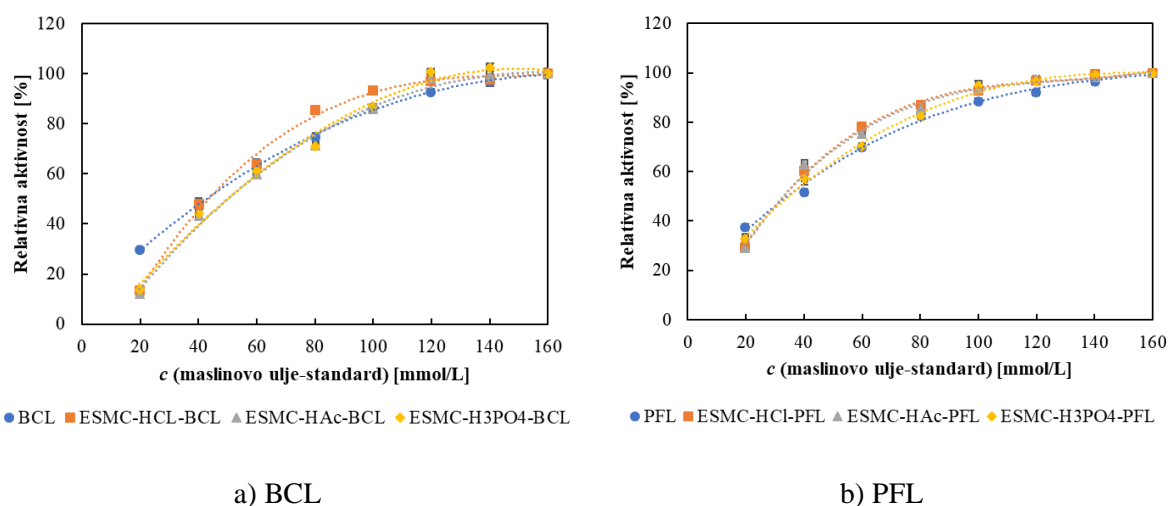 Relativna aktivnost [%]
120
100
80
60
40
20
0
0 20 40 60 80 100 120 140 160
c (maslinovo ulje-standard) [mmol/L]
BCL ESMC-HCL-BCL ESMC-HAc-BCL ESMC-H3PO4-BCL
a) BCL
Relativna aktivnost [%]
120
100
80
60
40
20
0
0 20 40 60 80 100 120 140 160
c (maslinovo ulje-standard) [mmol/L]
PFL ESMC-HCl-PFL ESMC-HAc-PFL ESMC-H3PO4-PFL
b) PFL